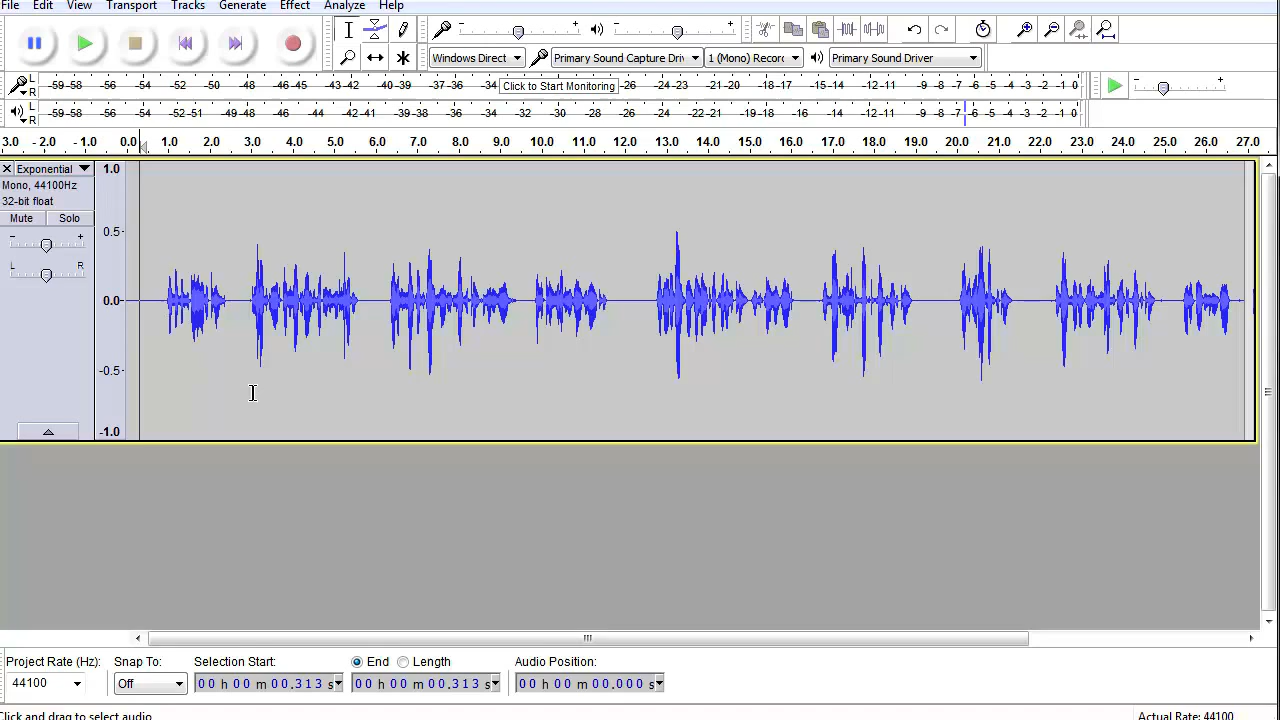 File Edit View Transport Tracks Generate Effect Analyze Help
L R
Windows Direct Primary Sound Capture Driv 1 (Mono) Record Primary Sound Driver
L R -59 -58 -56 -54 -52 -50 -48 -46 -45 -43 -42 -40 -39 -37 -36 -34 Click to Start Monitoring -26 -24 -23 -21 -20 -18 -17 -15 -14 -12 -11 -9 -8 -7 -6 -5 -4 -3 -2 -1 0
L R -59 -58 -56 -54 -52 -51 -49 -48 -46 -44 -42 -41 -39 -38 -36 -34 -32 -30 -28 -26 -25 -22 -21 -19 -18 -16 -14 -12 -11 -9 -8 -7 -6 -5 -4 -3 -2 -1 0
3.0 -2.0 -1.0 0.0 1.0 2.0 3.0 4.0 5.0 6.0 7.0 8.0 9.0 10.0 11.0 12.0 13.0 14.0 15.0 16.0 17.0 18.0 19.0 20.0 21.0 22.0 23.0 24.0 25.0 26.0 27.0
Exponential 1.0
Mono, 44100Hz
32-bit float
Mute Solo
- + 0.5
L R 0.0
-0.5
-1.0
Project Rate (Hz): Snap To: Selection Start: End Length Audio Position:
44100 Off 00 h 00 m 00.313 s 00 h 00 m 00.313 s 00 h 00 m 00.000 s
Click and drag to select audio Actual Rate: 44100